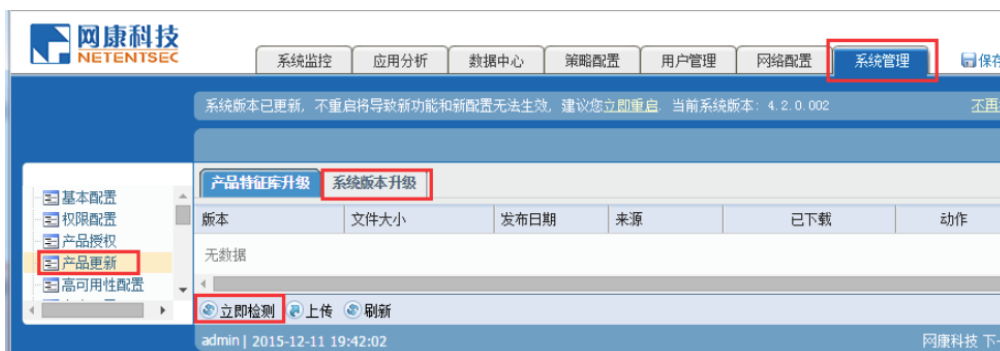 网康科技
NETENTSEC
系统监控 应用分析 数据中心 策略配置 用户管理 网络配置 系统管理 保存
系统版本已更新，不重启将导致新功能和新配置无法生效，建议您立即重启. 当前系统版本：4.2.0.002 不再
产品特征库升级 系统版本升级
基本配置
权限配置
产品授权
产品更新
高可用性配置
版本 文件大小 发布日期 来源 已下载 动作
无数据
立即检测 上传 刷新
admin | 2015-12-11 19:42:02 网康科技 下一